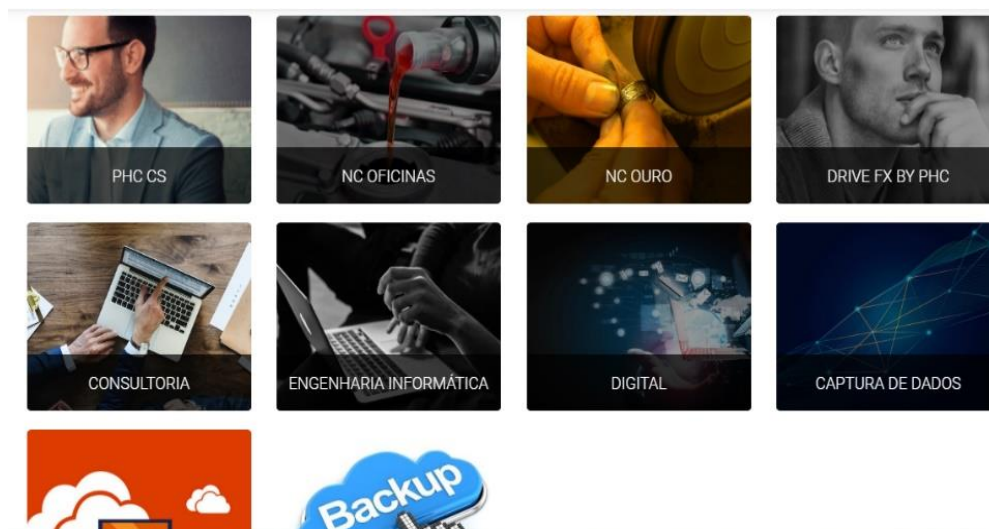 PHC CS
NC OFICINAS
NC OURO
DRIVE FX BY PHC
CONSULTORIA
ENGENHARIA INFORMÁTICA
DIGITAL
CAPTURA DE DADOS
Backup